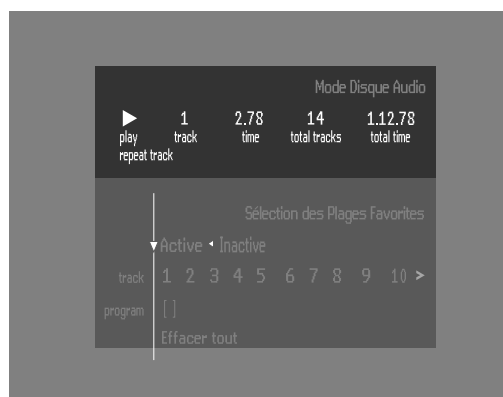 Mode Disque Audio
1 2.78 14 1.12.78
play track time total tracks total time
repeat track
Sélection des Plages Favorites
Active Inactive
track 1 2 3 4 5 6 7 8 9 10 >
program [ ]
Effacer tout